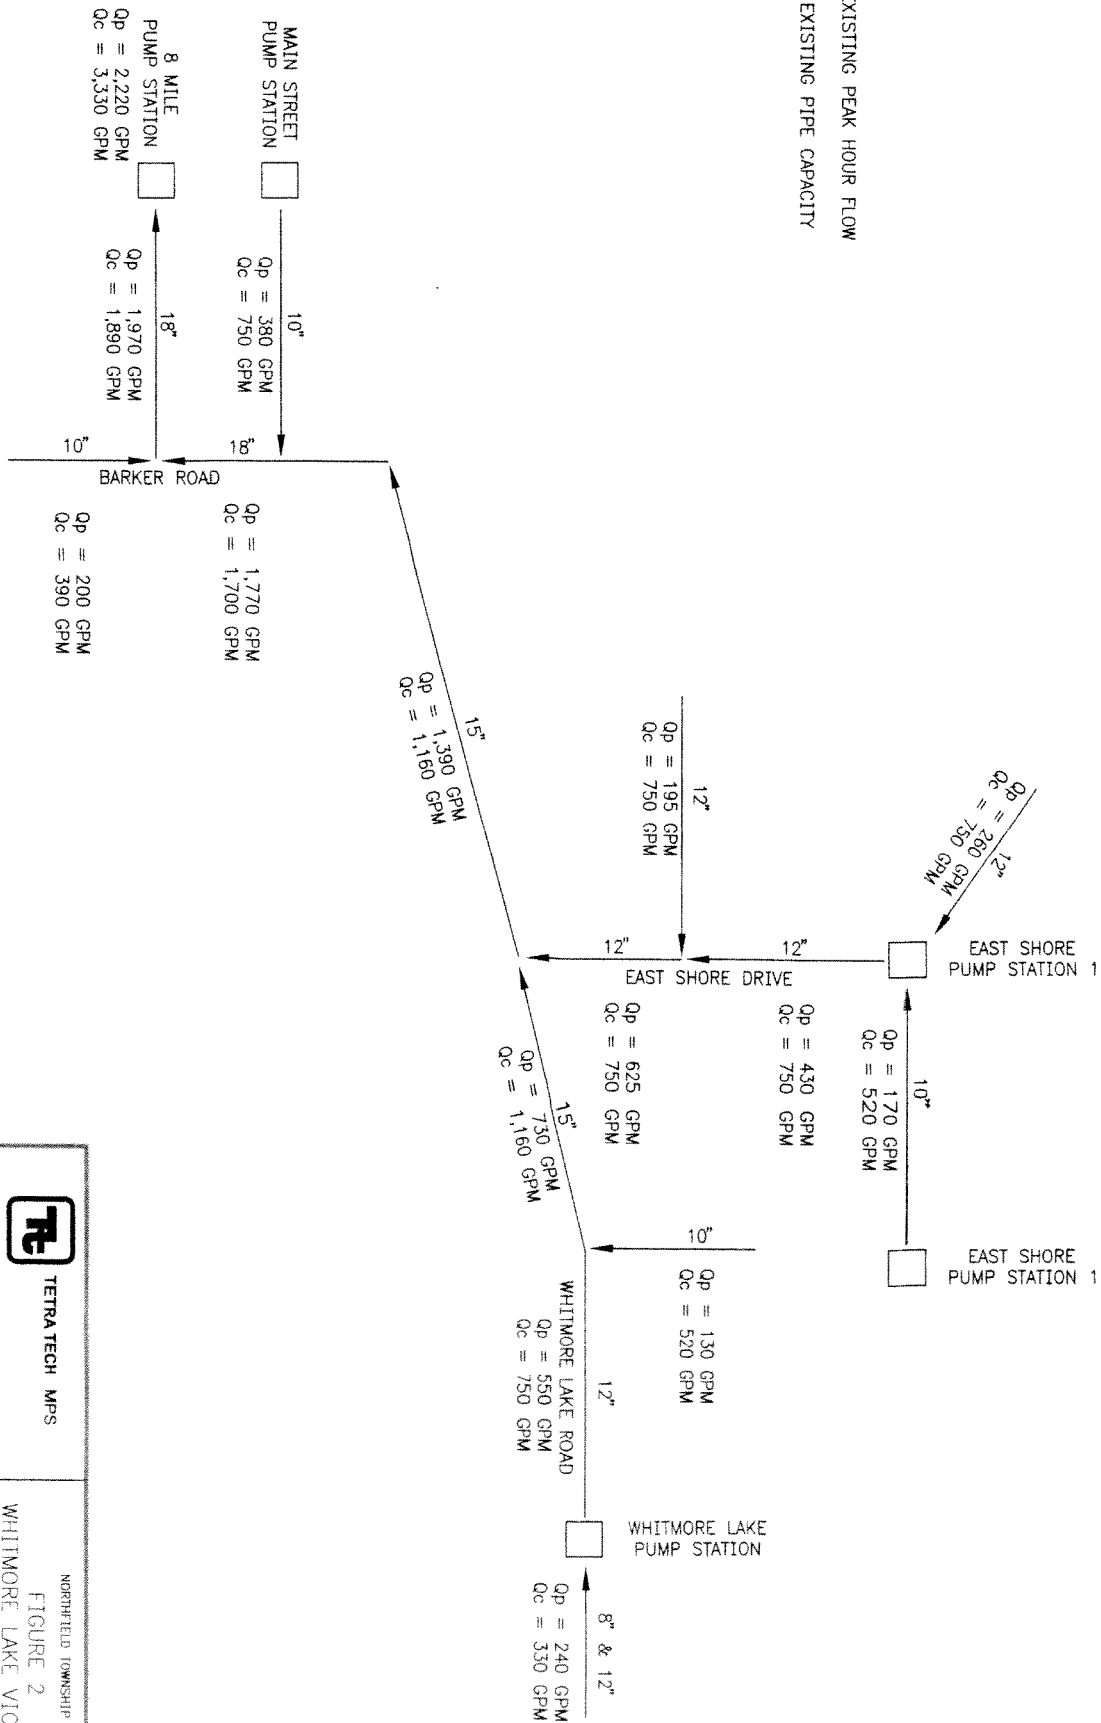 EXISTING PEAK HOUR FLOW
EXISTING PIPE CAPACITY
MAIN STREET
PUMP STATION
8 MILE
PUMP STATION
Qp = 2,220 GPM
Qc = 3,330 GPM
10"
Qp = 380 GPM
Qc = 750 GPM
18"
Qp = 1,970 GPM
Qc = 1,890 GPM
10"
BARKER ROAD
18"
Qp = 1,770 GPM
Qc = 1,700 GPM
Qp = 200 GPM
Qc = 390 GPM
15"
Qp = 1,390 GPM
Qc = 1,160 GPM
12"
Qp = 195 GPM
Qc = 750 GPM
12"
Qp = 260 GPM
Qc = 750 GPM
EAST SHORE
PUMP STATION 1
12"
12"
EAST SHORE DRIVE
Qp = 625 GPM
Qc = 750 GPM
Qp = 430 GPM
Qc = 750 GPM
10"
Qp = 170 GPM
Qc = 520 GPM
EAST SHORE
PUMP STATION 1
15"
Qp = 730 GPM
Qc = 1,160 GPM
10"
Qp = 130 GPM
Qc = 520 GPM
12"
WHITMORE LAKE ROAD
Qp = 550 GPM
Qc = 750 GPM
WHITMORE LAKE
PUMP STATION
8" & 12"
Qp = 240 GPM
Qc = 330 GPM
Tt
TETRA TECH MPS
NORTHFIELD TOWNSHIP
FIGURE 2
WHITMORE LAKE VIC